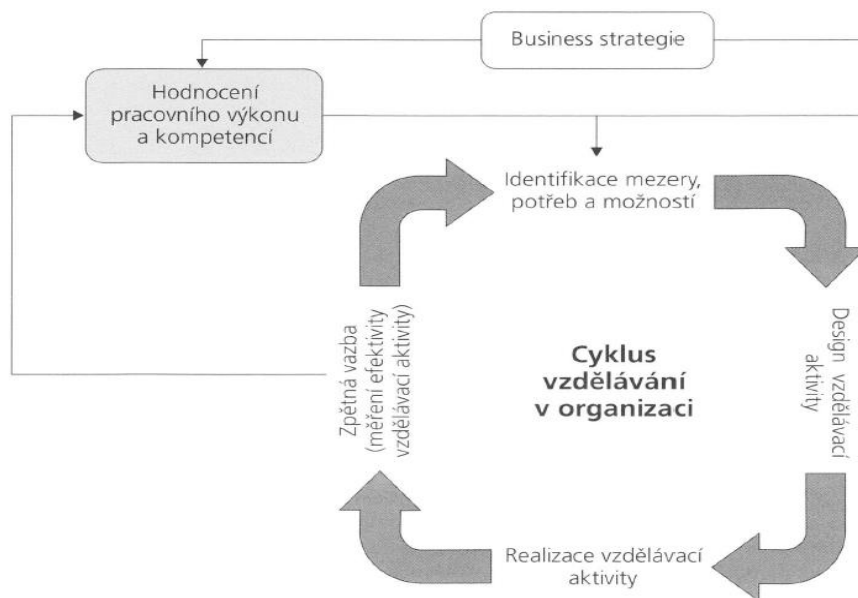 Business strategie
Hodnocení
pracovního výkonu
a kompetencí
Identifikace mezery,
potřeb a možností
Design vzdělávací
aktivity
Cyklus
vzdělávání
v organizaci
Zpětná vazba
(měření efektivity
vzdělávací aktivity)
Realizace vzdělávací
aktivity